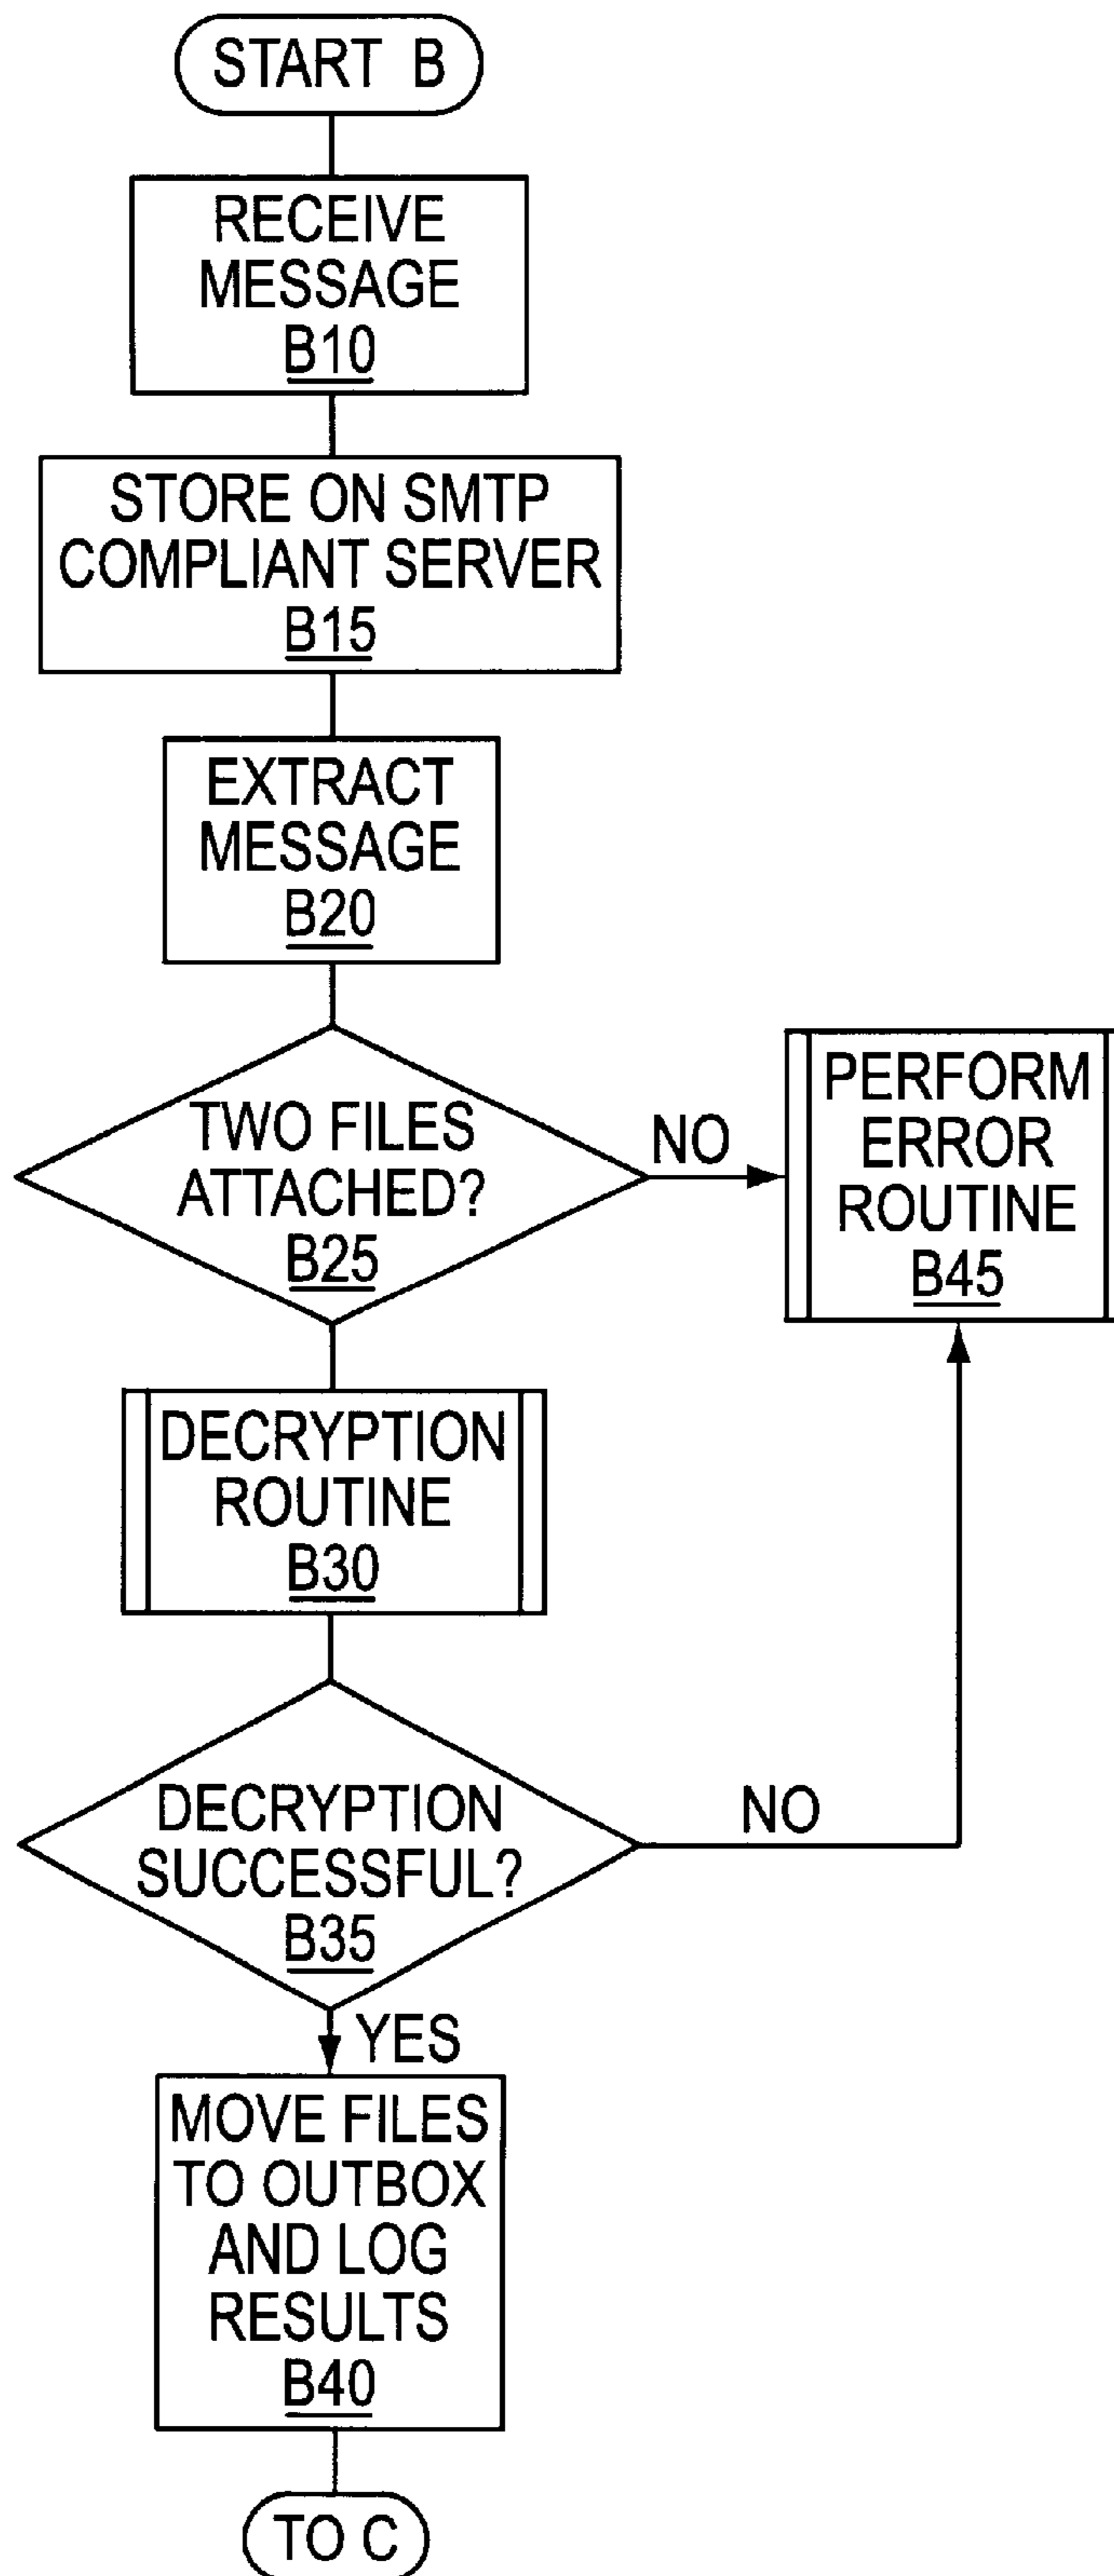 START B
RECEIVE
MESSAGE
B10
STORE ON SMTP
COMPLIANT SERVER
B15
EXTRACT
MESSAGE
B20
TWO FILES
ATTACHED?
B25
NO
PERFORM
ERROR
ROUTINE
B45
DECRYPTION
ROUTINE
B30
DECRYPTION
SUCCESSFUL?
B35
NO
YES
MOVE FILES
TO OUTBOX
AND LOG
RESULTS
B40
TO C